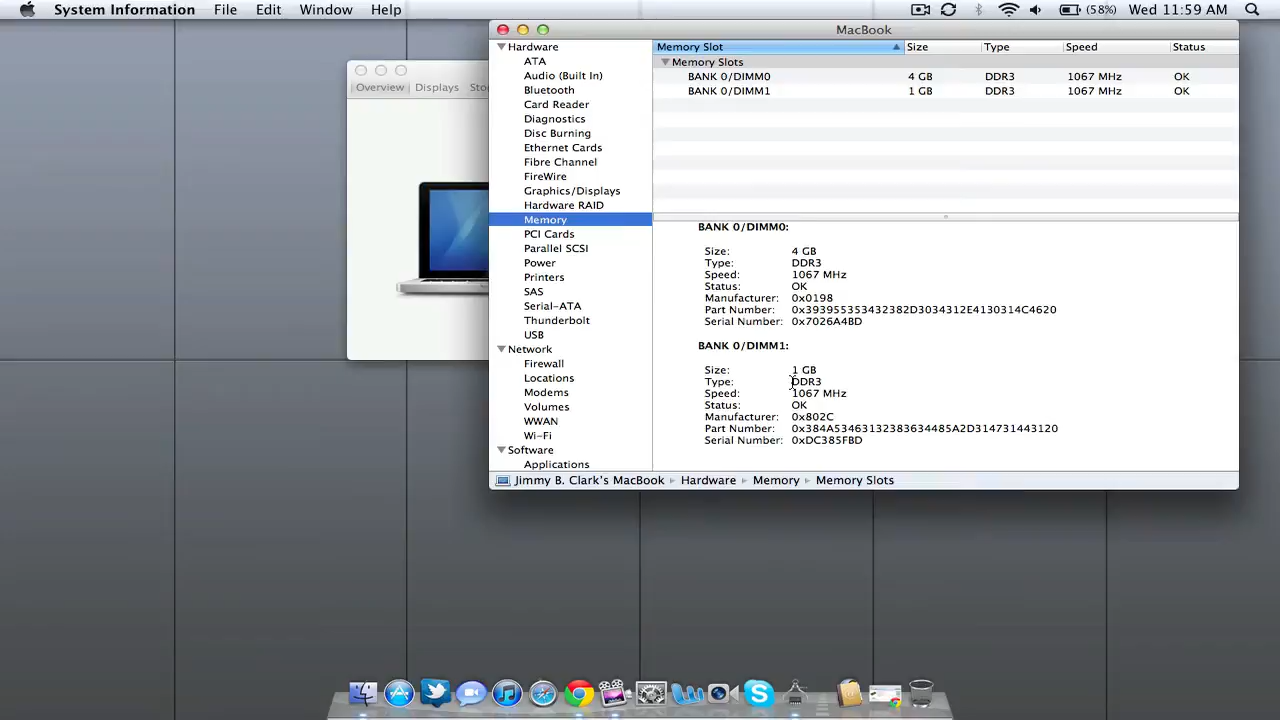 System Information File Edit Window Help (58%) Wed 11:59 AM
MacBook
Overview Displays Sto
Hardware
ATA
Audio (Built In)
Bluetooth
Card Reader
Diagnostics
Disc Burning
Ethernet Cards
Fibre Channel
FireWire
Graphics/Displays
Hardware RAID
Memory
PCI Cards
Parallel SCSI
Power
Printers
SAS
Serial-ATA
Thunderbolt
USB
Network
Firewall
Locations
Modems
Volumes
WWAN
Wi-Fi
Software
Applications
Memory Slot Size Type Speed Status
Memory Slots
BANK 0/DIMM0 4 GB DDR3 1067 MHz OK
BANK 0/DIMM1 1 GB DDR3 1067 MHz OK
BANK 0/DIMM0:
Size: 4 GB
Type: DDR3
Speed: 1067 MHz
Status: OK
Manufacturer: 0x0198
Part Number: 0x393955353432382D3034312E4130314C4620
Serial Number: 0x7026A4BD
BANK 0/DIMM1:
Size: 1 GB
Type: DDR3
Speed: 1067 MHz
Status: OK
Manufacturer: 0x802C
Part Number: 0x384A53463132383634485A2D314731443120
Serial Number: 0xDC385FBD
Jimmy B. Clark's MacBook Hardware Memory Memory Slots